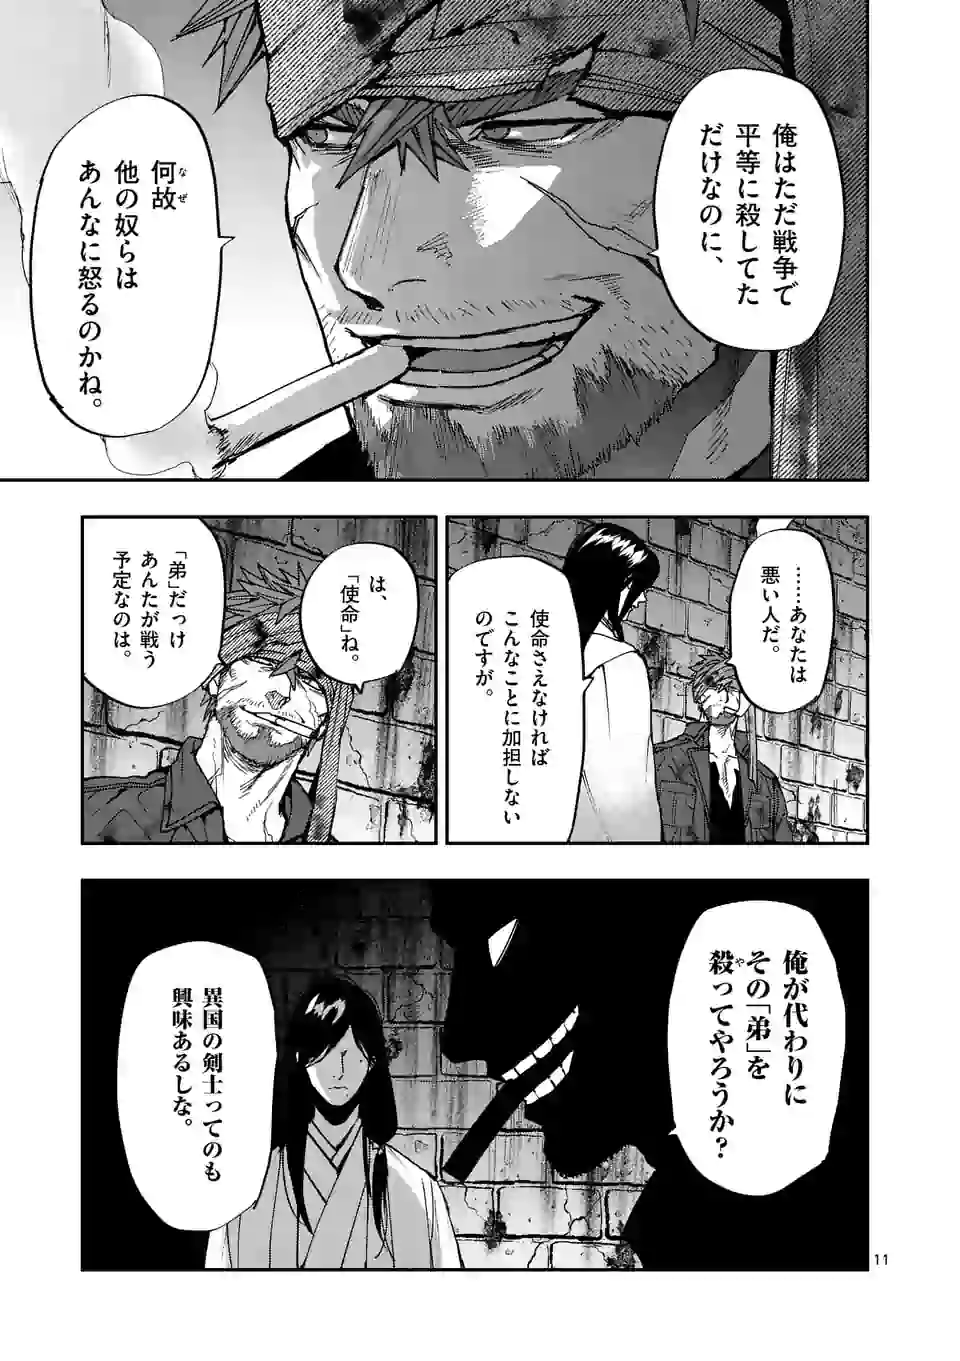 俺はただ戦争で
平等に殺してた
だけなのに、
何故
なぜ
他の奴らは
あんなに怒るのかね。
……あなたは
悪い人だ。
使命さえなければ
こんなことに加担しない
のですが。
は、
「使命」ね。
「弟」だっけ
あんたが戦う
予定なのは。
俺が代わりに
その「弟」を
殺ってやろうか?
や
異国の剣士ってのも
興味あるしな。
11